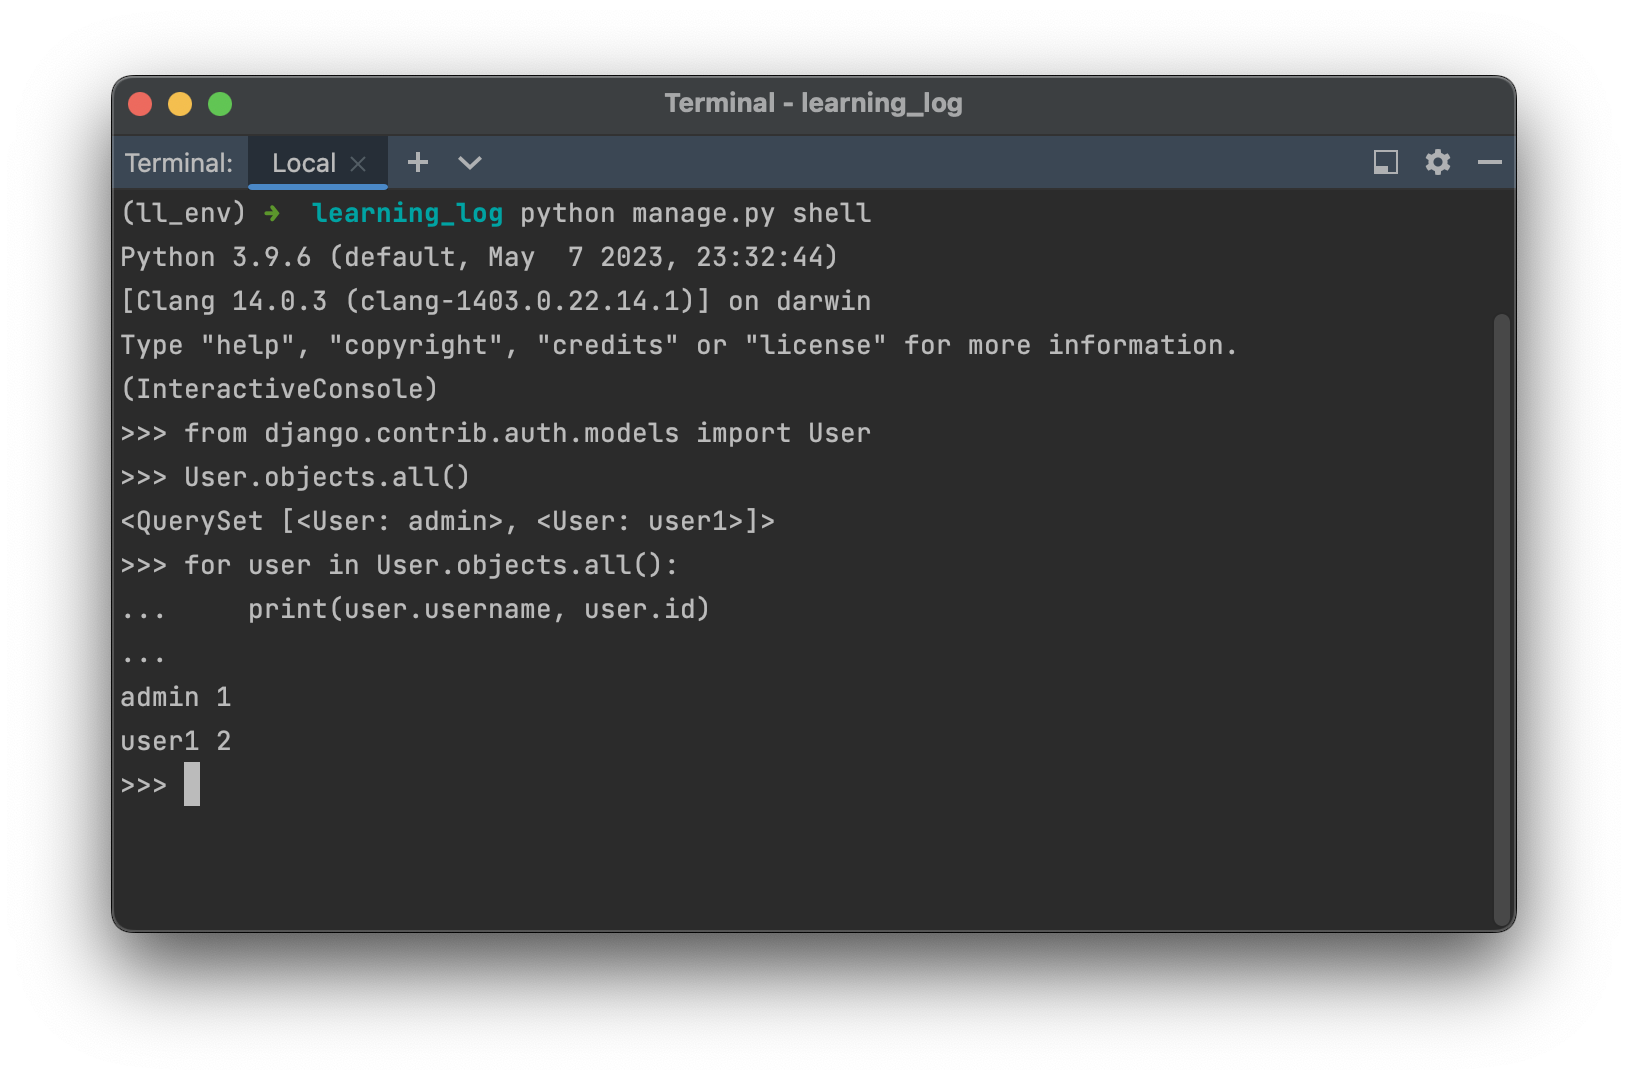 Terminal - learning_log
Terminal: Local
(ll_env) ➜  learning_log python manage.py shell
Python 3.9.6 (default, May  7 2023, 23:32:44)
[Clang 14.0.3 (clang-1403.0.22.14.1)] on darwin
Type "help", "copyright", "credits" or "license" for more information.
(InteractiveConsole)
>>> from django.contrib.auth.models import User
>>> User.objects.all()
<QuerySet [<User: admin>, <User: user1>]>
>>> for user in User.objects.all():
...     print(user.username, user.id)
...
admin 1
user1 2
>>>